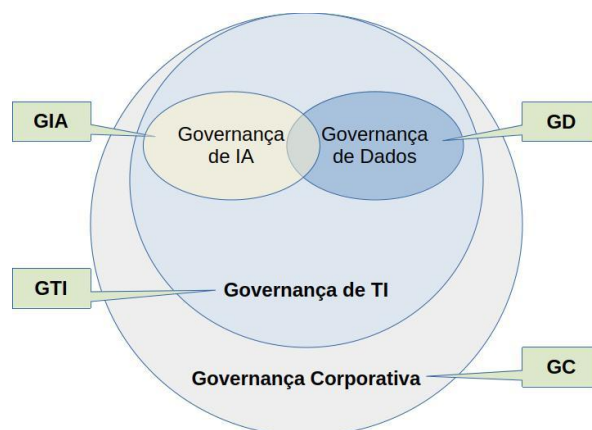 GIA
Governança
de IA
Governança
de Dados
GD
GTI
Governança de TI
Governança Corporativa
GC